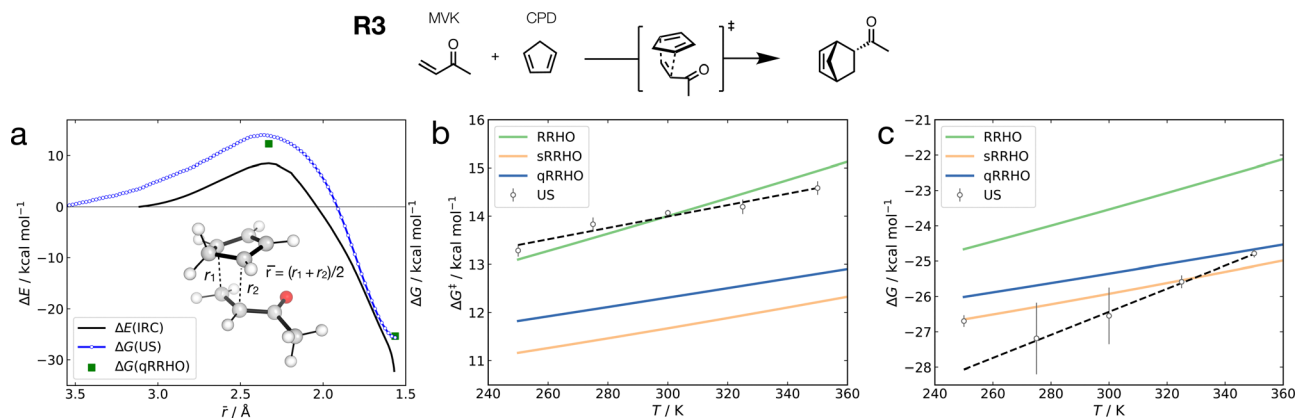 R3
MVK
CPD
O
+
‡
O
O
a
ΔE / kcal mol⁻¹
10
0
−10
−20
−30
r₁
r₂
r̄ = (r₁ + r₂)/2
ΔE(IRC)
ΔG(US)
ΔG(qRRHO)
3.5
3.0
2.5
2.0
1.5
r̄ / Å
ΔG / kcal mol⁻¹
b
ΔG‡ / kcal mol⁻¹
16
15
14
13
12
11
RRHO
sRRHO
qRRHO
US
260
280
300
320
340
360
T / K
c
ΔG / kcal mol⁻¹
−21
−22
−23
−24
−25
−26
−27
−28
RRHO
sRRHO
qRRHO
US
260
280
300
320
340
360
T / K